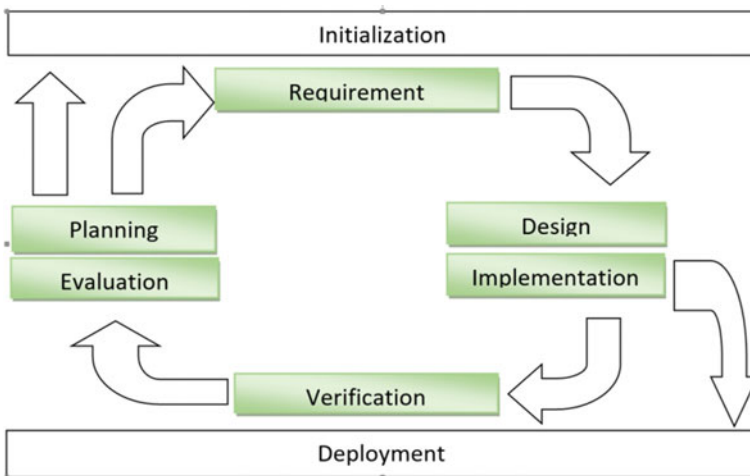 Initialization
Requirement
Planning
Design
Evaluation
Implementation
Verification
Deployment